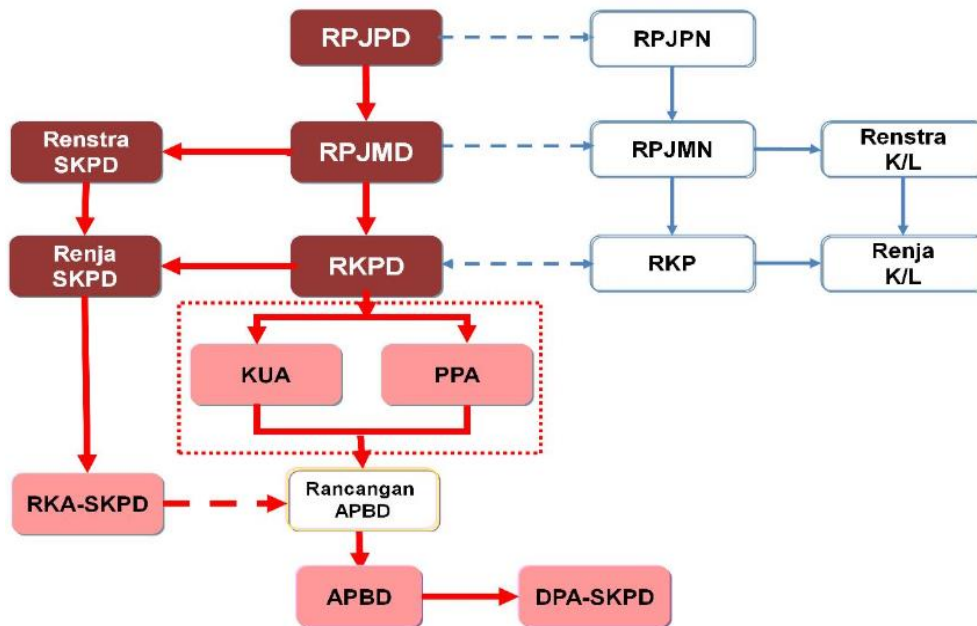 RPJPD
RPJPN
Renstra
SKPD
RPJMD
RPJMN
Renstra
K/L
Renja
SKPD
RKPD
RKP
Renja
K/L
KUA
PPA
RKA-SKPD
Rancangan
APBD
APBD
DPA-SKPD